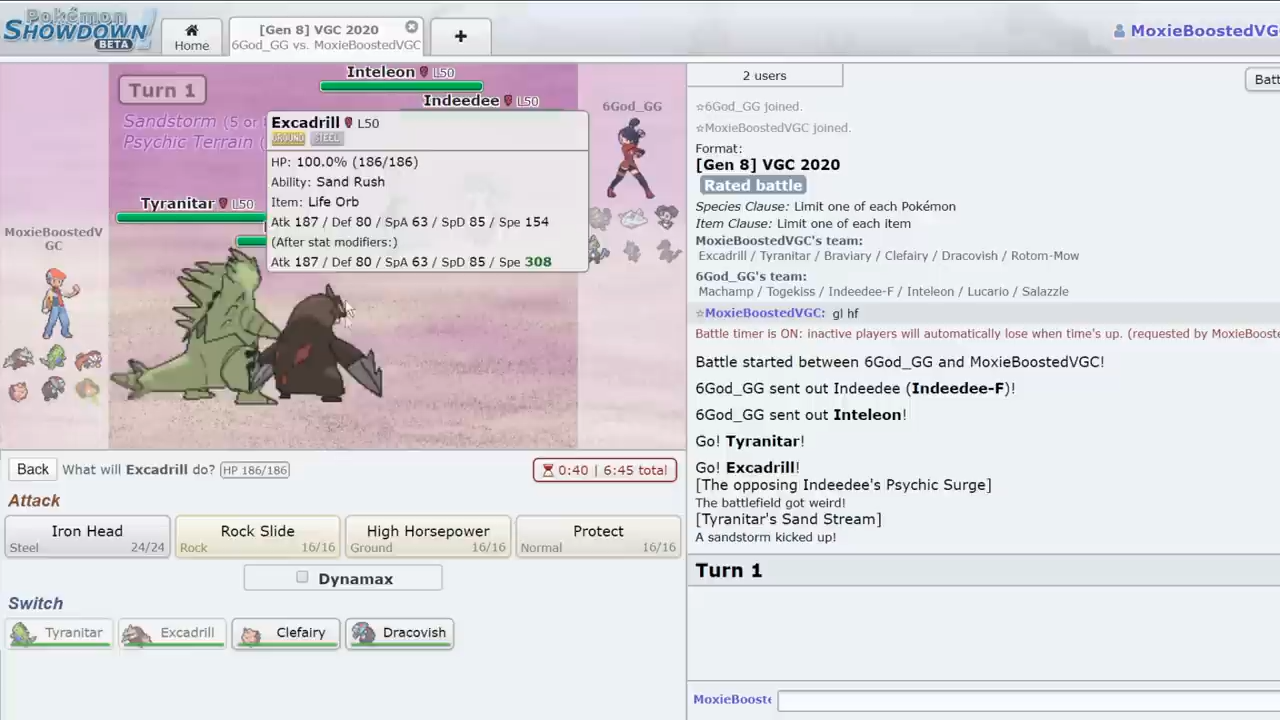 Pokémon
SHOWDOWN!
BETA
Home
[Gen 8] VGC 2020
6God_GG vs. MoxieBoostedVGC
+
MoxieBoostedVG
Turn 1
Sandstorm (5 or
Psychic Terrain (
Inteleon L50
Indeedee L50
Excadrill L50
GROUND STEEL
HP: 100.0% (186/186)
Ability: Sand Rush
Item: Life Orb
Atk 187 / Def 80 / SpA 63 / SpD 85 / Spe 154
(After stat modifiers:)
Atk 187 / Def 80 / SpA 63 / SpD 85 / Spe 308
Tyranitar L50
6God_GG
MoxieBoostedV
GC
Back What will Excadrill do? HP 186/186
0:40 | 6:45 total
Attack
Iron Head
Steel 24/24
Rock Slide
Rock 16/16
High Horsepower
Ground 16/16
Protect
Normal 16/16
Dynamax
Switch
Tyranitar
Excadrill
Clefairy
Dracovish
2 users
Batt
☆6God_GG joined.
☆MoxieBoostedVGC joined.
Format:
[Gen 8] VGC 2020
Rated battle
Species Clause: Limit one of each Pokémon
Item Clause: Limit one of each item
MoxieBoostedVGC's team:
Excadrill / Tyranitar / Braviary / Clefairy / Dracovish / Rotom-Mow
6God_GG's team:
Machamp / Togekiss / Indeedee-F / Inteleon / Lucario / Salazzle
☆MoxieBoostedVGC: gl hf
Battle timer is ON: inactive players will automatically lose when time's up. (requested by MoxieBooste
Battle started between 6God_GG and MoxieBoostedVGC!
6God_GG sent out Indeedee (Indeedee-F)!
6God_GG sent out Inteleon!
Go! Tyranitar!
Go! Excadrill!
[The opposing Indeedee's Psychic Surge]
The battlefield got weird!
[Tyranitar's Sand Stream]
A sandstorm kicked up!
Turn 1
MoxieBooste